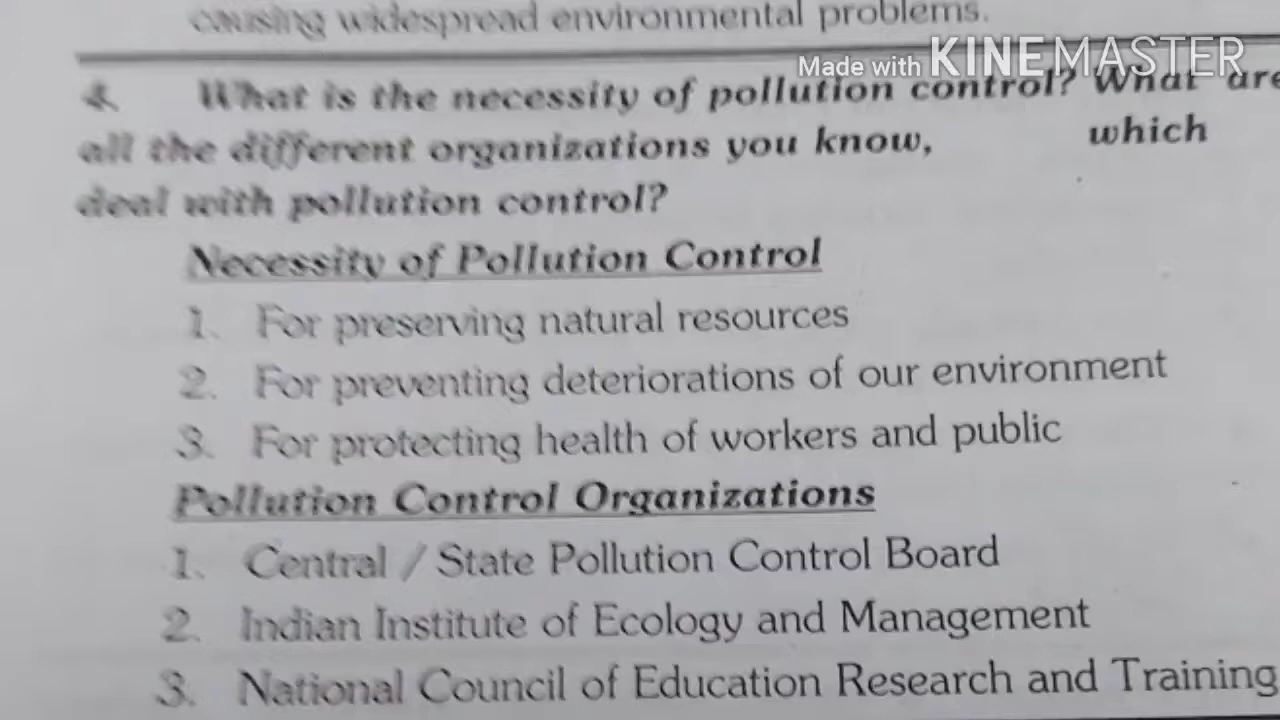 causing widespread environmental problems.
Made with KINEMASTER
4. What is the necessity of pollution control? What are
all the different organizations you know, which
deal with pollution control?
Necessity of Pollution Control
1. For preserving natural resources
2. For preventing deteriorations of our environment
3. For protecting health of workers and public
Pollution Control Organizations
1. Central / State Pollution Control Board
2. Indian Institute of Ecology and Management
3. National Council of Education Research and Training